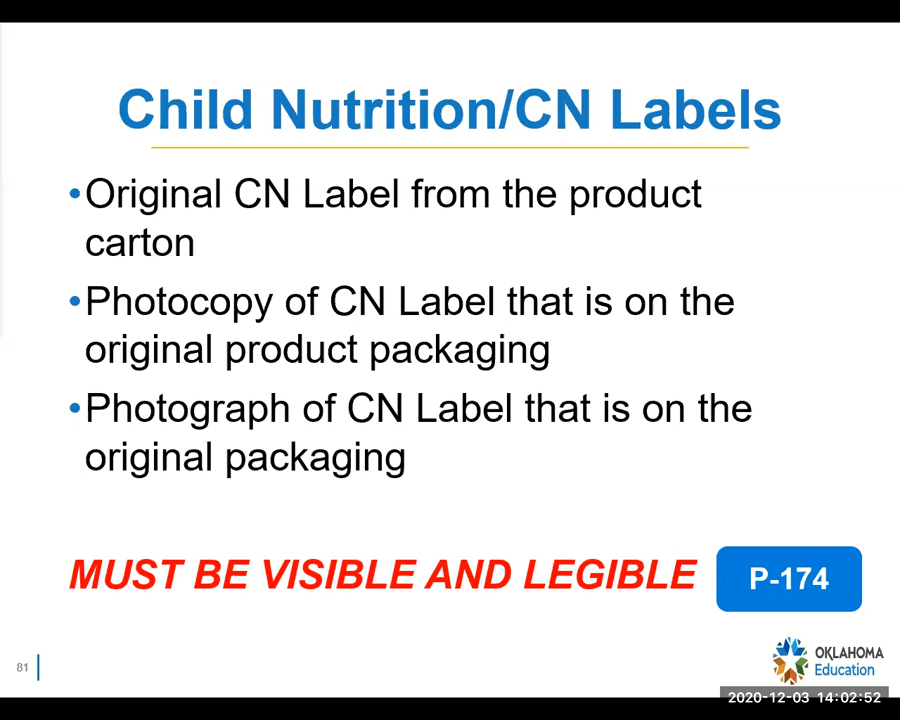 Child Nutrition/CN Labels
•Original CN Label from the product
carton
•Photocopy of CN Label that is on the
original product packaging
•Photograph of CN Label that is on the
original packaging
MUST BE VISIBLE AND LEGIBLE
P-174
81
OKLAHOMA
Education
2020-12-03 14:02:52